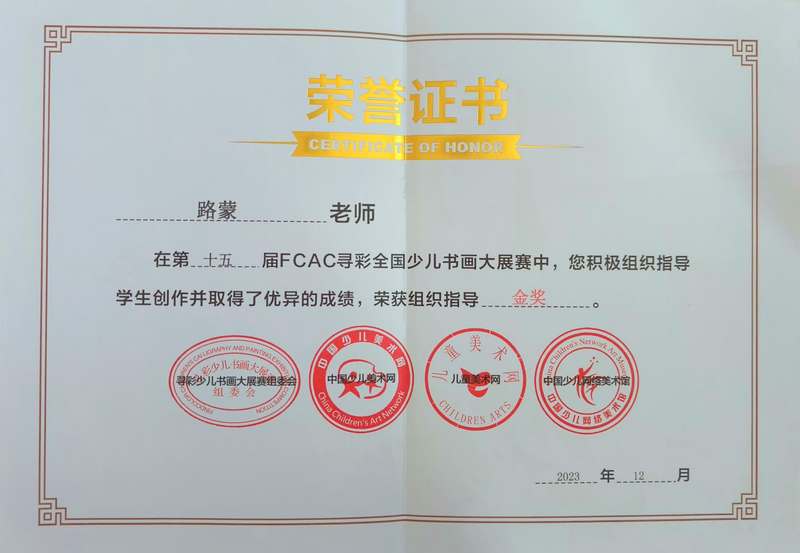 荣誉证书
CERTIFICATE OF HONOR
路蒙 老师
在第 十五 届FCAC寻彩全国少儿书画大展赛中，您积极组织指导
学生创作并取得了优异的成绩，荣获组织指导 金奖 。
寻彩少儿书画大展赛组委会
组委会
中国少儿美术馆
中国少儿美术网
China Children's Art Network
儿童美术网
儿童美术网
CHILDREN ARTS
China Children's Network Art Museum
中国少儿网络美术馆
中国少儿网络美术馆
2023 年 12 月